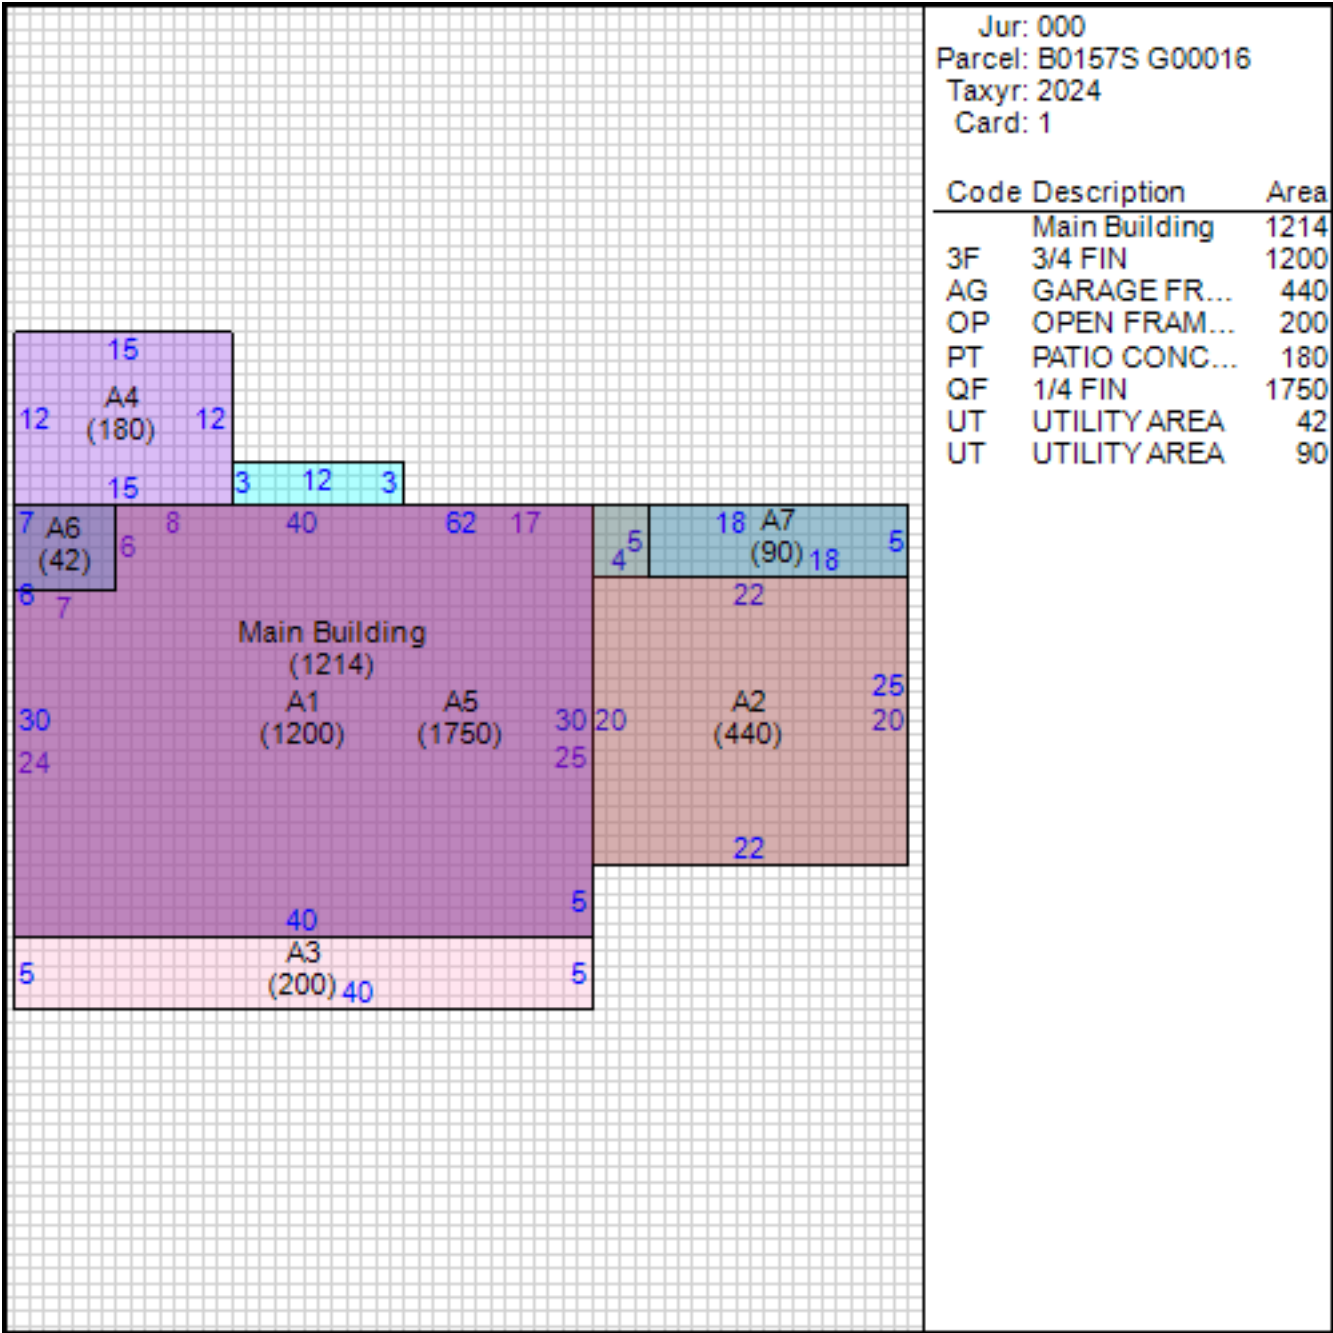 Jur: 000
Parcel: B0157S G00016
Taxyr: 2024
Card: 1
Code Description Area
Main Building 1214
3F 3/4 FIN 1200
AG GARAGE FR... 440
OP OPEN FRAM... 200
PT PATIO CONC... 180
QF 1/4 FIN 1750
UT UTILITY AREA 42
UT UTILITY AREA 90
15
A4
12 (180) 12
15
3 12 3
7 A6 8 40 62 17 18 A7
(42) 6 4 5 (90) 18 5
6 7 22
Main Building
(1214)
25
A1 A5 A2
30 (1200) (1750) 30 20 (440) 20
24 25
22
5
40
A3
5 (200) 40 5